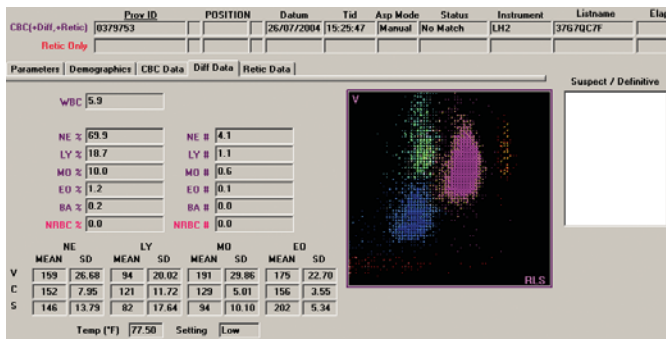 Prov ID POSITION Datum Tid Asp Mode Status Instrument Listname
CBC(+Diff,+Retic) 0379753 26/07/2004 15:25:47 Manual No Match LH2 37G7QC7F
Retic Only
Parameters Demographics CBC Data Diff Data Retic Data
Suspect / Definitive
WBC 5.9
NE % 69.9 NE # 4.1
LY % 18.7 LY # 1.1
MO % 10.0 MO # 0.6
EO % 1.2 EO # 0.1
BA % 0.2 BA # 0.0
NRBC % 0.0 NRBC # 0.0
V
RLS
NE LY MO EO
MEAN SD MEAN SD MEAN SD MEAN SD
V 159 26.68 94 20.02 191 29.86 175 22.70
C 152 7.95 121 11.72 129 5.01 156 3.55
S 146 13.79 82 17.64 94 10.10 202 5.34
Temp (°F) 77.50 Setting Low